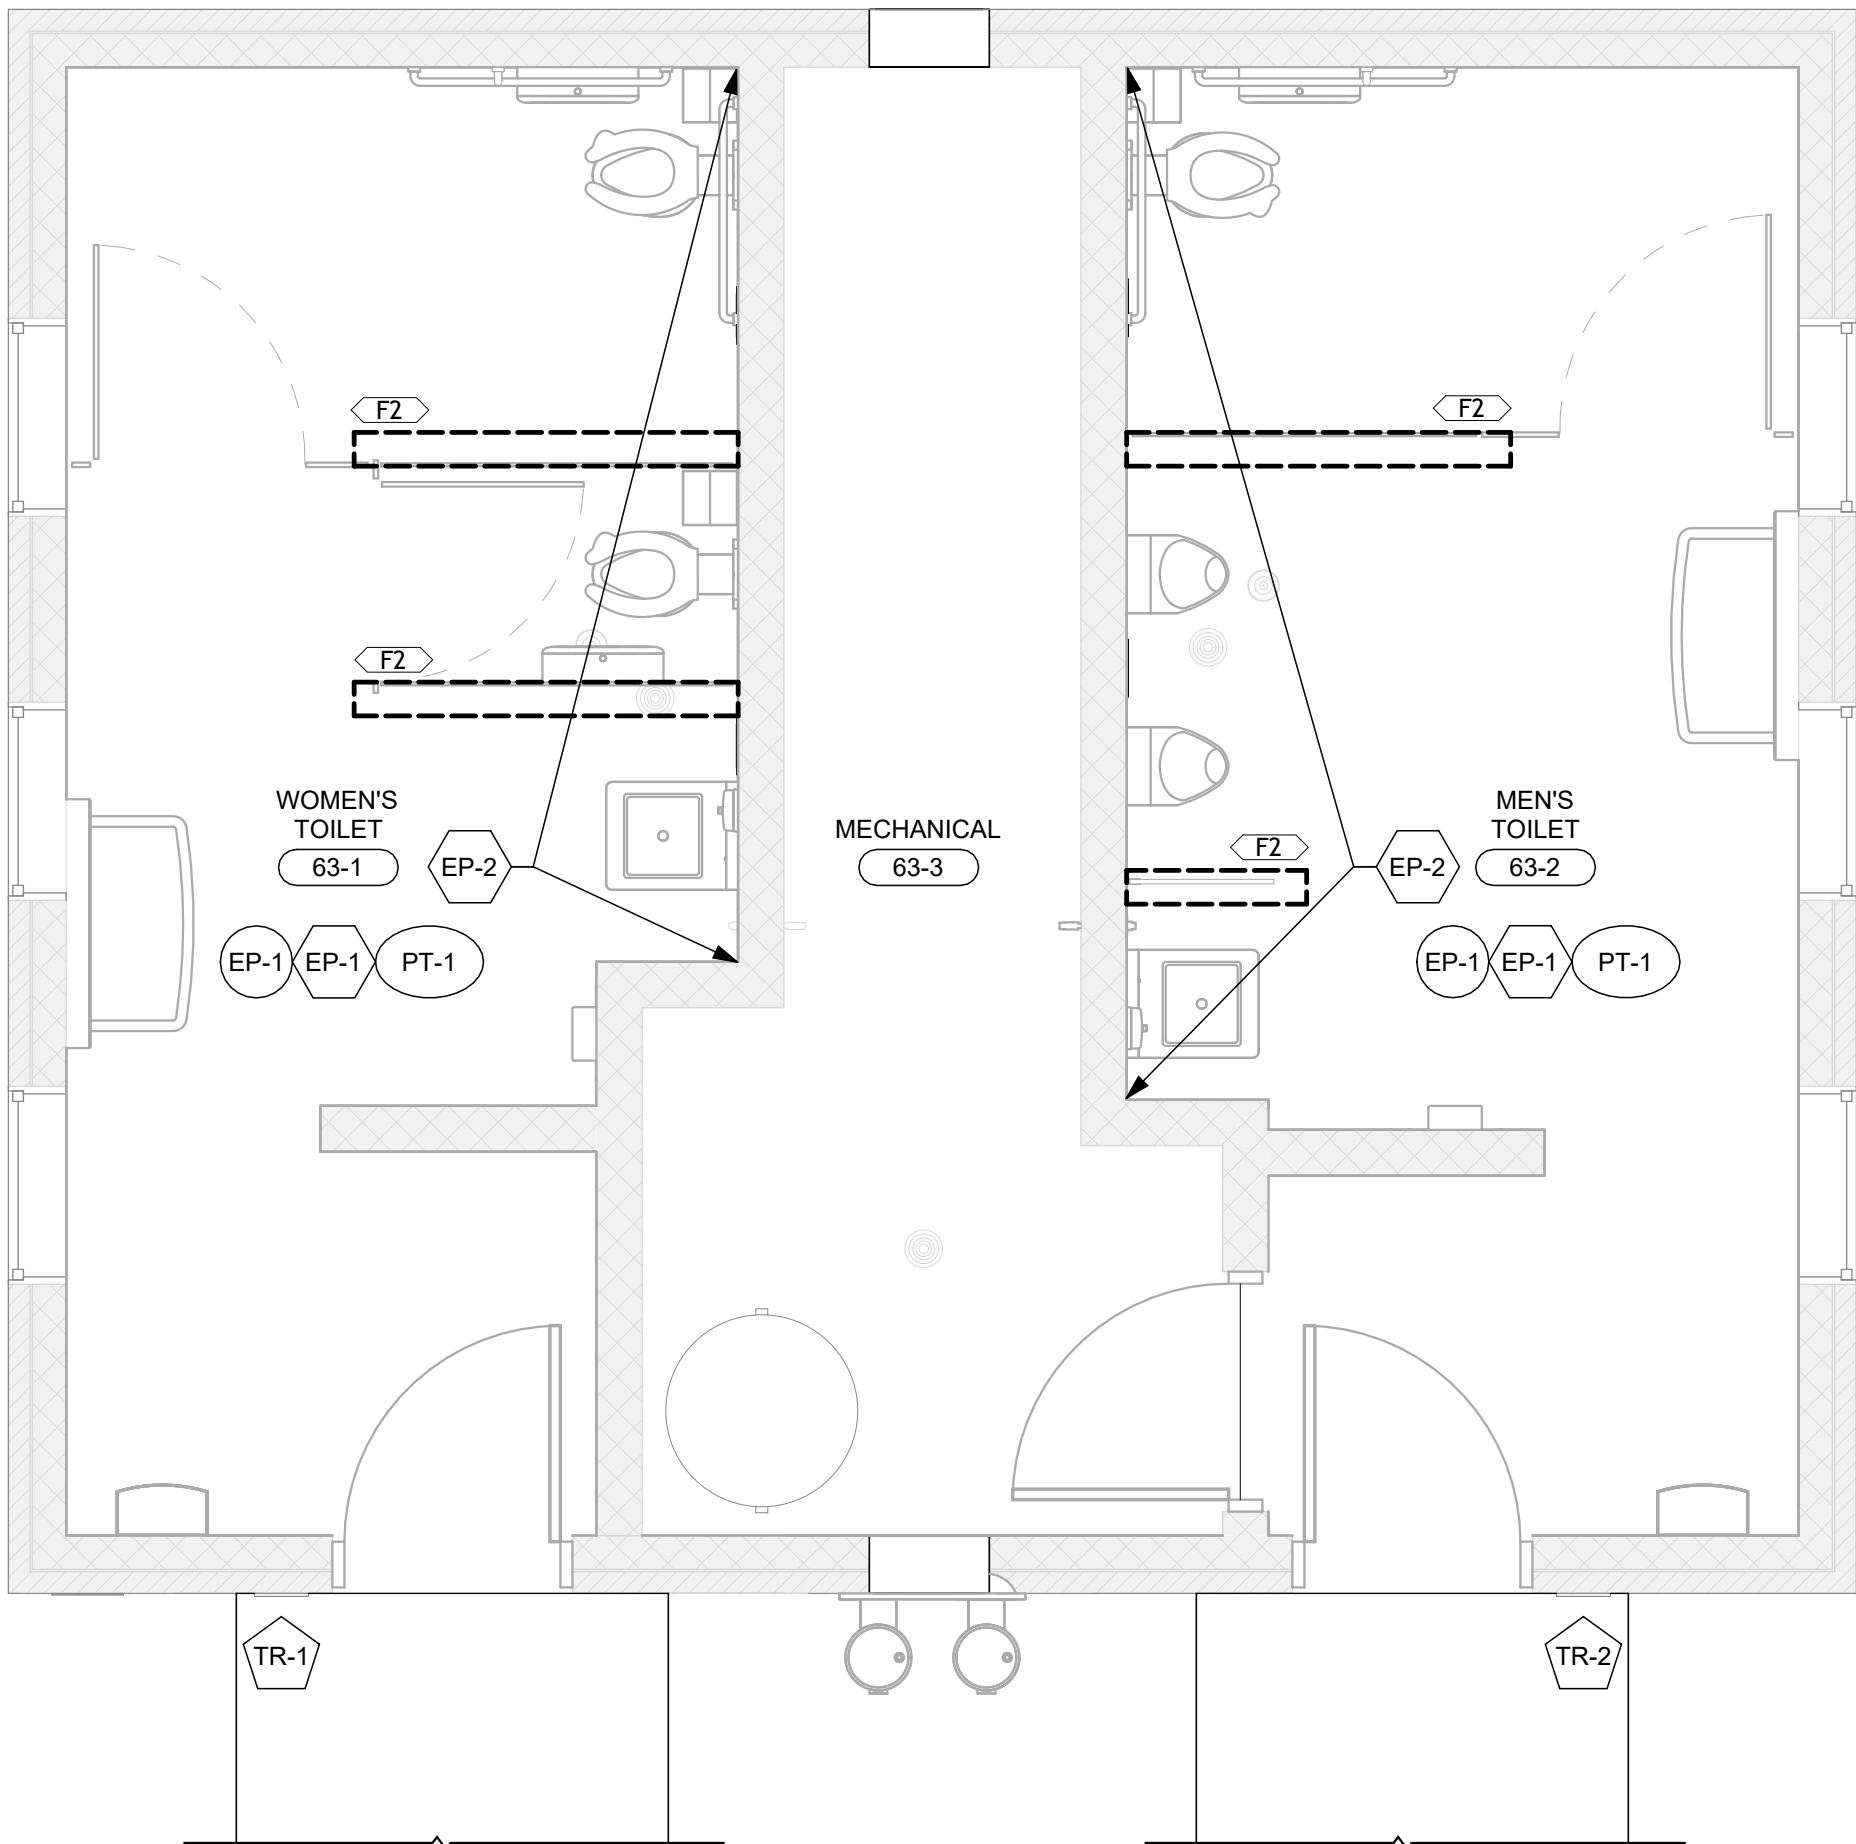 F2
F2
F2
WOMEN'S
TOILET
63-1
EP-2
MECHANICAL
63-3
F2
EP-2
MEN'S
TOILET
63-2
EP-1 EP-1 PT-1
EP-1 EP-1 PT-1
TR-1
TR-2